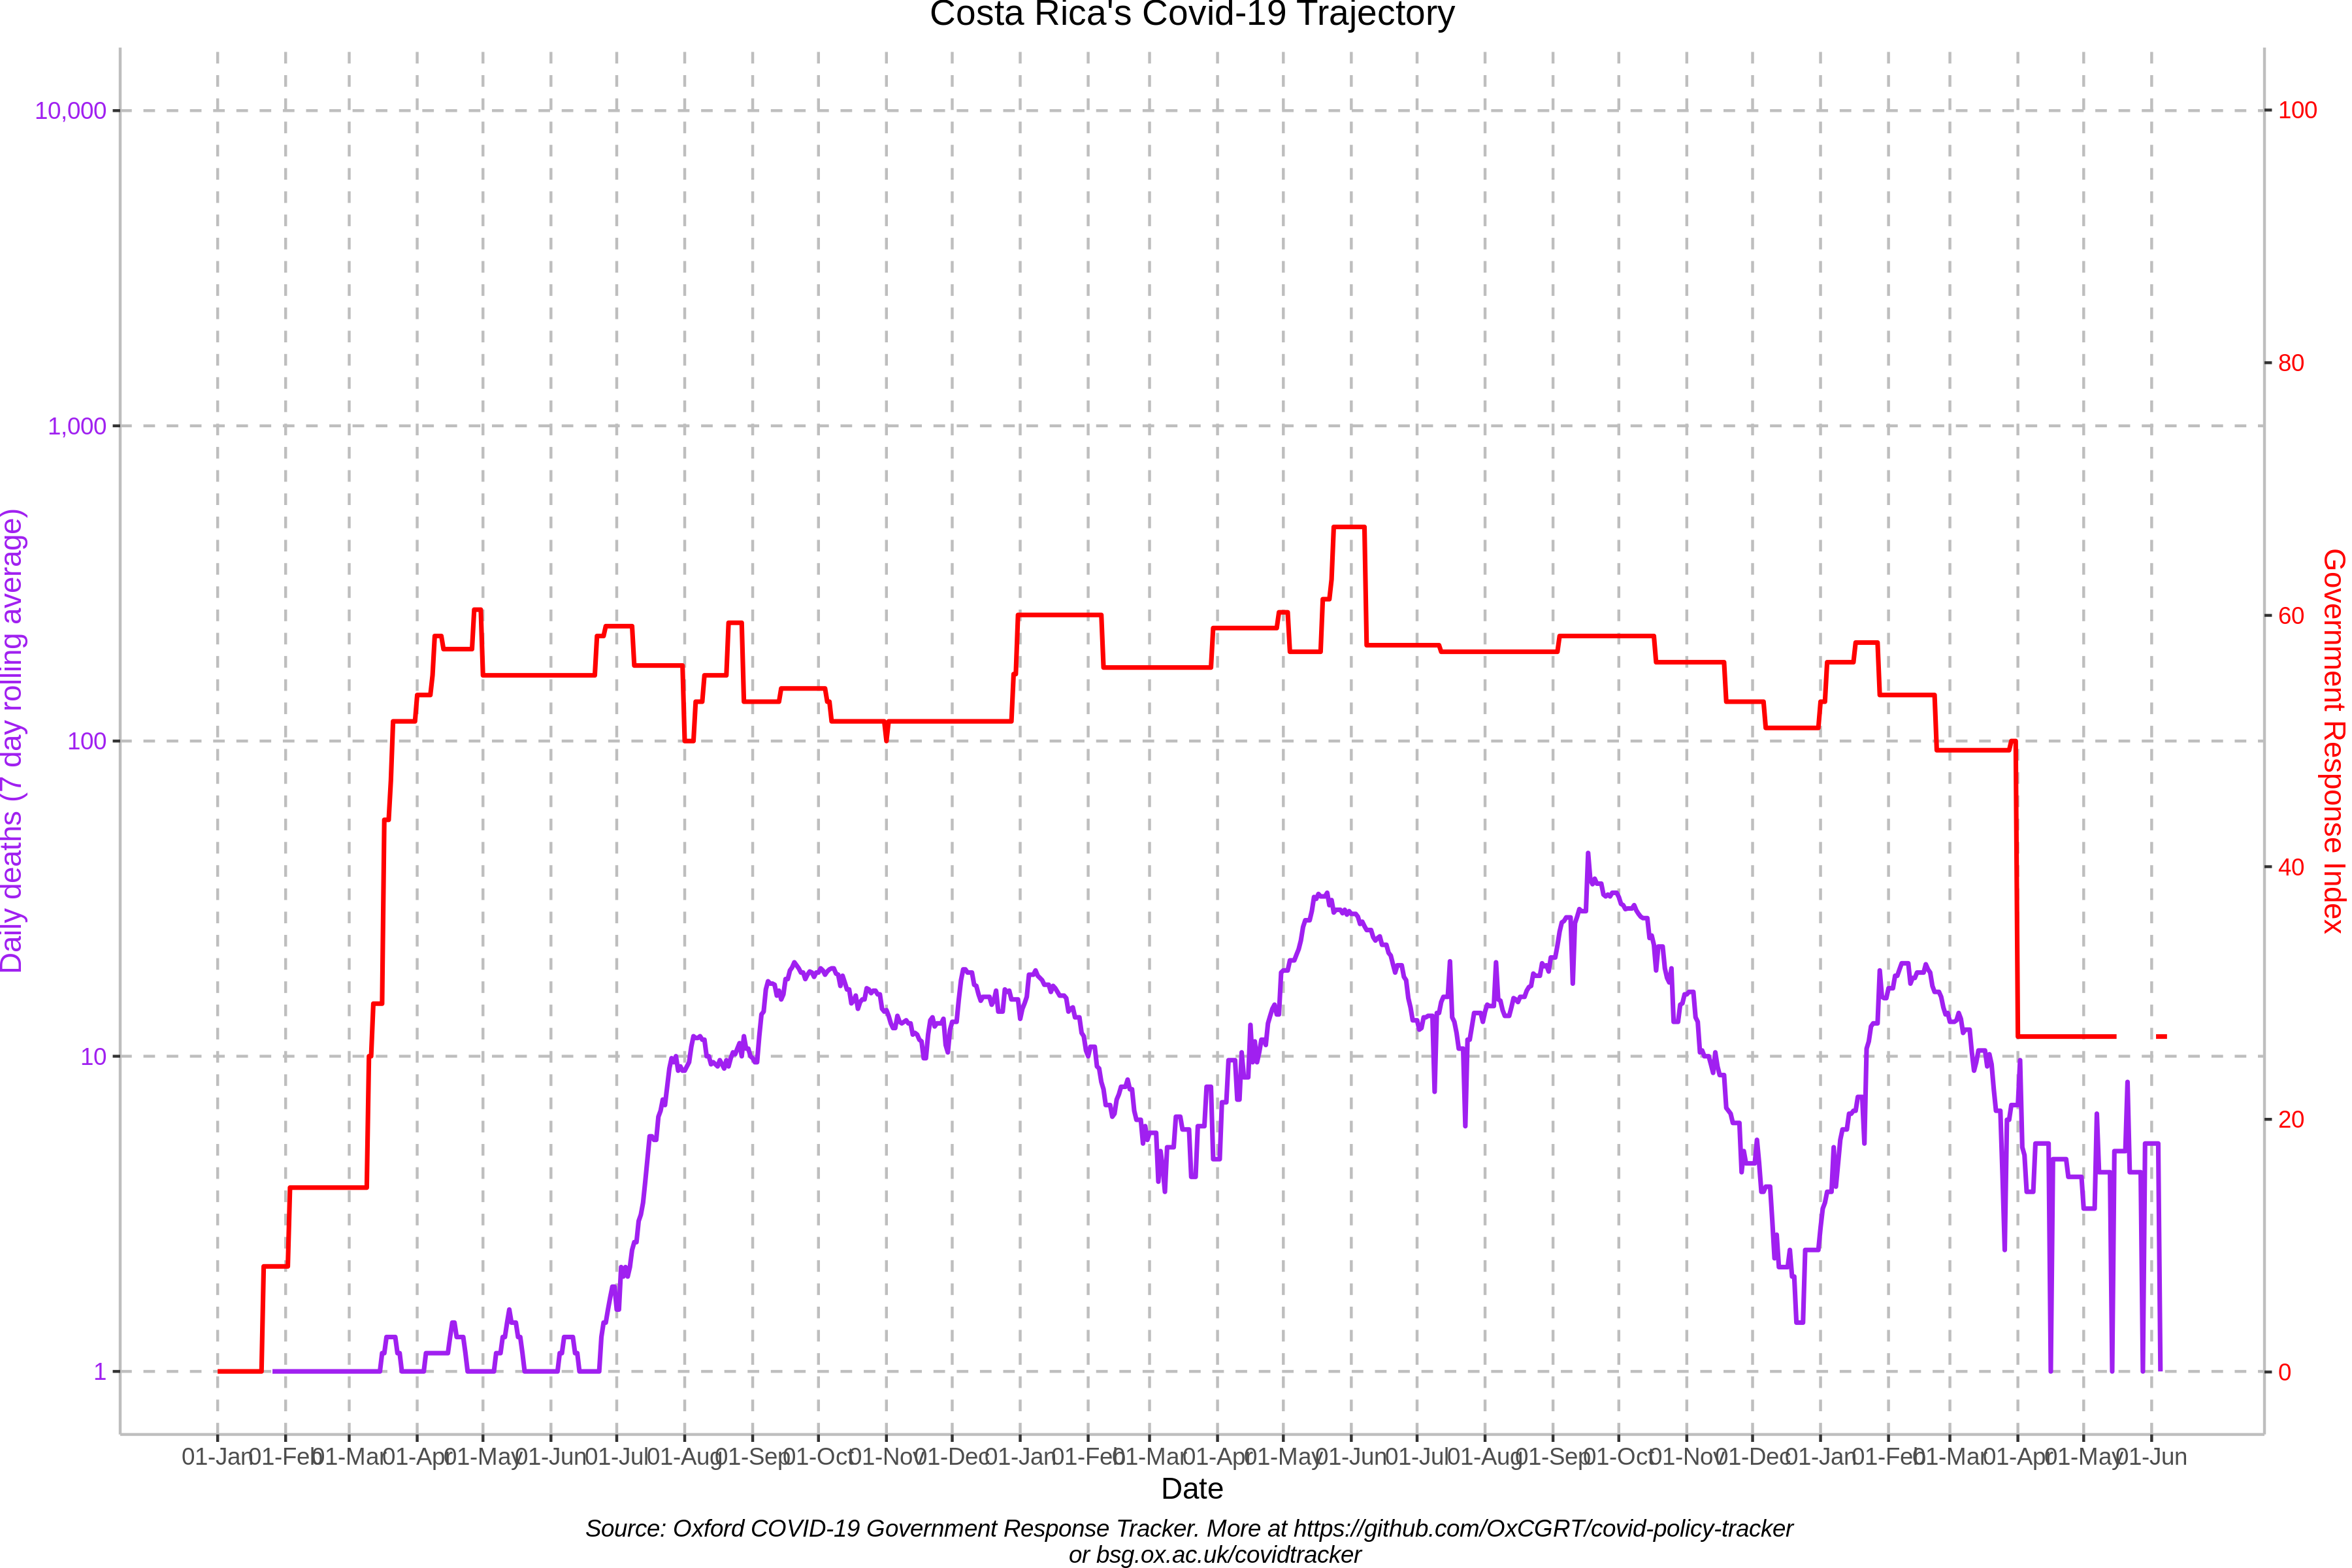 Costa Rica's Covid-19 Trajectory
10,000
1,000
100
10
1
Daily deaths (7 day rolling average)
100
80
60
40
20
0
Government Response Index
01-Jan 01-Feb 01-Mar 01-Apr 01-May 01-Jun 01-Jul 01-Aug 01-Sep 01-Oct 01-Nov 01-Dec 01-Jan 01-Feb 01-Mar 01-Apr 01-May 01-Jun 01-Jul 01-Aug 01-Sep 01-Oct 01-Nov 01-Dec 01-Jan 01-Feb 01-Mar 01-Apr 01-May 01-Jun
Date
Source: Oxford COVID-19 Government Response Tracker. More at https://github.com/OxCGRT/covid-policy-tracker
or bsg.ox.ac.uk/covidtracker